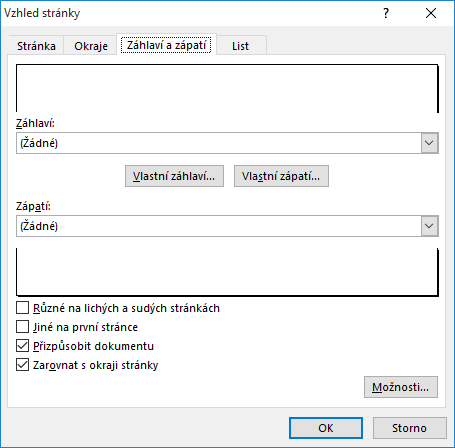 Vzhled stránky
?
Stránka Okraje Záhlaví a zápatí List
Záhlaví:
(Žádné)
Vlastní záhlaví... Vlastní zápatí...
Zápatí:
(Žádné)
Různé na lichých a sudých stránkách
Jiné na první stránce
Přizpůsobit dokumentu
Zarovnat s okraji stránky
Možnosti...
OK Storno